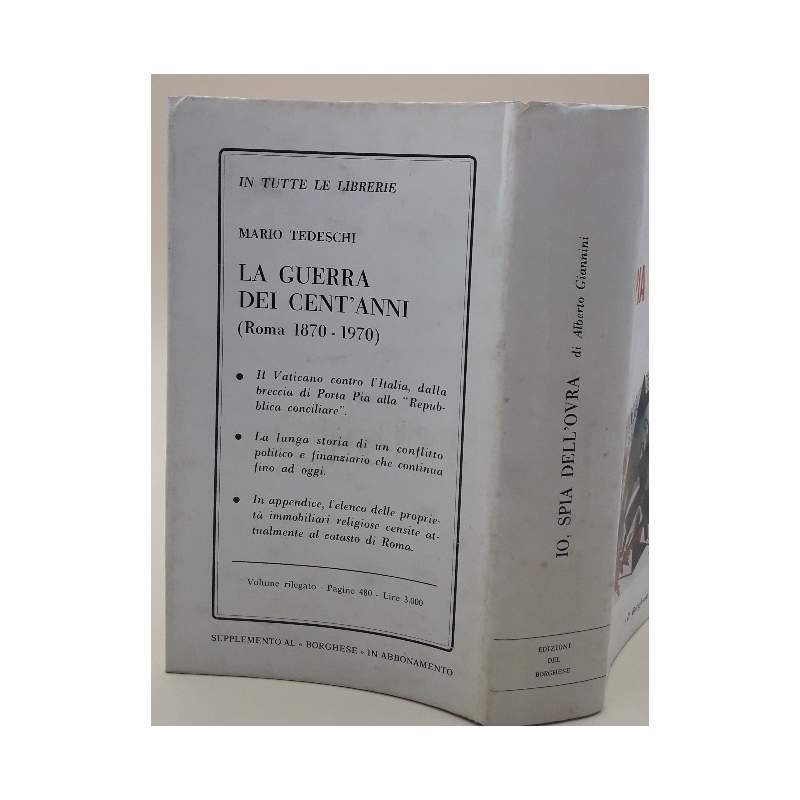 IN TUTTE LE LIBRERIE
MARIO TEDESCHI
LA GUERRA
DEI CENT'ANNI
(Roma 1870 - 1970)
● Il Vaticano contro l'Italia, dalla
breccia di Porta Pia alla "Repub-
blica conciliare".
● La lunga storia di un conflitto
politico e finanziario che continua
fino ad oggi.
● In appendice, l'elenco delle proprie-
tà immobiliari religiose censite at-
tualmente al catasto di Roma.
Volume rilegato - Pagine 480 - Lire 3.000
SUPPLEMENTO AL « BORGHESE » IN ABBONAMENTO
IO, SPIA DELL'OVRA di Alberto Giannini
EDIZIONI
DEL
BORGHESE